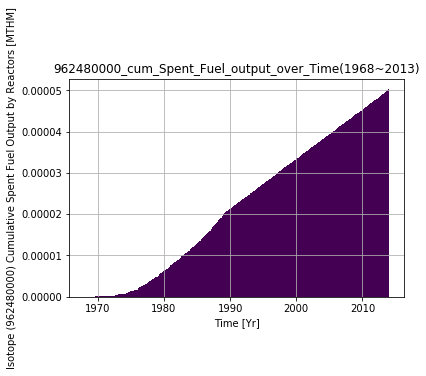 962480000_cum_Spent_Fuel_output_over_Time(1968~2013)
Isotope (962480000) Cumulative Spent Fuel Output by Reactors [MTHM]
0.00005
0.00004
0.00003
0.00002
0.00001
0.00000
1970 1980 1990 2000 2010
Time [Yr]